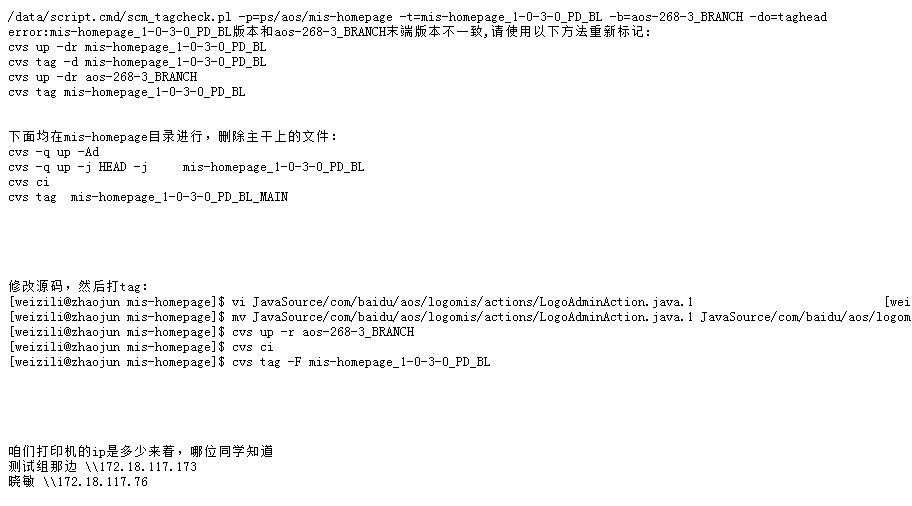 /data/script.cmd/scm_tagcheck.pl -p=ps/aos/mis-homepage -t=mis-homepage_1-0-3-0_PD_BL -b=aos-268-3_BRANCH -do=taghead
error:mis-homepage_1-0-3-0_PD_BL版本和aos-268-3_BRANCH末端版本不一致,请使用以下方法重新标记:
cvs up -dr mis-homepage_1-0-3-0_PD_BL
cvs tag -d mis-homepage_1-0-3-0_PD_BL
cvs up -dr aos-268-3_BRANCH
cvs tag mis-homepage_1-0-3-0_PD_BL
下面均在mis-homepage目录进行，删除主干上的文件：
cvs -q up -Ad
cvs -q up -j HEAD -j     mis-homepage_1-0-3-0_PD_BL
cvs ci
cvs tag  mis-homepage_1-0-3-0_PD_BL_MAIN
修改源码，然后打tag：
[weizili@zhaojun mis-homepage]$ vi JavaSource/com/baidu/aos/logomis/actions/LogoAdminAction.java.1                           [wei
[weizili@zhaojun mis-homepage]$ mv JavaSource/com/baidu/aos/logomis/actions/LogoAdminAction.java.1 JavaSource/com/baidu/aos/logom
[weizili@zhaojun mis-homepage]$ cvs up -r aos-268-3_BRANCH
[weizili@zhaojun mis-homepage]$ cvs ci
[weizili@zhaojun mis-homepage]$ cvs tag -F mis-homepage_1-0-3-0_PD_BL
咱们打印机的ip是多少来着，哪位同学知道
测试组那边 \\172.18.117.173
晓敏 \\172.18.117.76